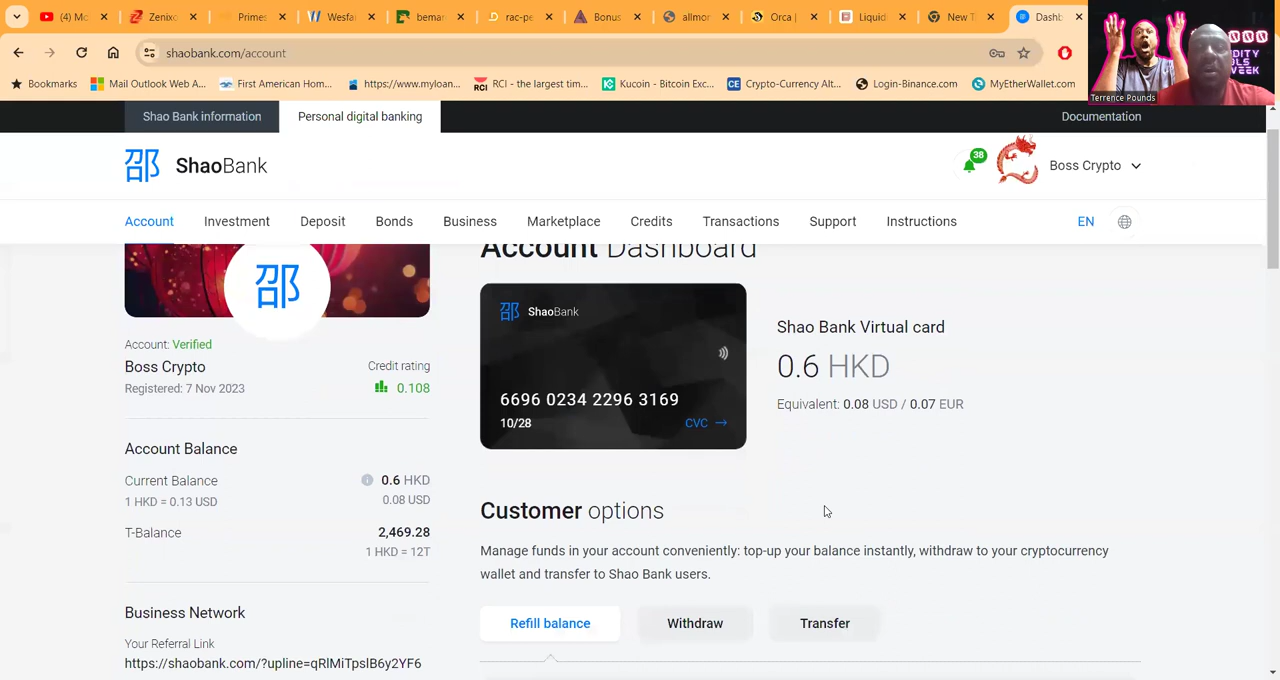 (4) Mo
Zenixo
Primes
Wesfa
bemar
rac-pe
Bonus
allmor
Orca |
Liquidi
New T
Dashb
shaobank.com/account
Bookmarks
Mail Outlook Web A...
First American Hom...
https://www.myloan...
RCI - the largest tim...
Kucoin - Bitcoin Exc...
Crypto-Currency Alt...
Login-Binance.com
MyEtherWallet.com
Terrence Pounds
Shao Bank information
Personal digital banking
Documentation
邵 ShaoBank
38
Boss Crypto
Account Investment Deposit Bonds Business Marketplace Credits Transactions Support Instructions EN
邵
Account: Verified
Boss Crypto
Registered: 7 Nov 2023
Credit rating
0.108
Account Balance
Current Balance 0.6 HKD
1 HKD = 0.13 USD 0.08 USD
T-Balance 2,469.28
1 HKD = 12T
Business Network
Your Referral Link
https://shaobank.com/?upline=qRlMiTpslB6y2YF6
Account Dashboard
邵 ShaoBank
6696 0234 2296 3169
10/28 CVC
Shao Bank Virtual card
0.6 HKD
Equivalent: 0.08 USD / 0.07 EUR
Customer options
Manage funds in your account conveniently: top-up your balance instantly, withdraw to your cryptocurrency
wallet and transfer to Shao Bank users.
Refill balance Withdraw Transfer